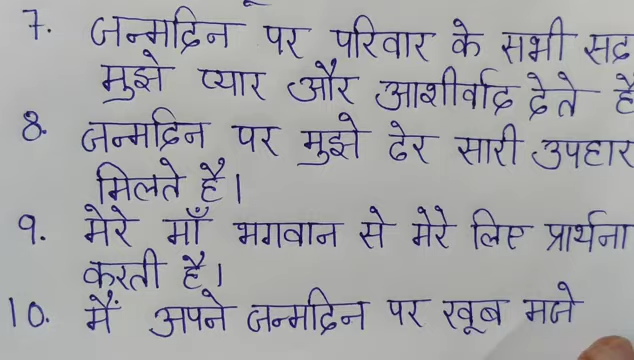 7. जन्मदिन पर परिवार के सभी सद
मुझे प्यार और आशीर्वाद देते है
8. जन्मदिन पर मुझे ढेर सारी उपहार
मिलते है।
9. मेरे माँ भगवान से मेरे लिए प्रार्थना
करती है।
10. मैं अपने जन्मदिन पर खूब मजे